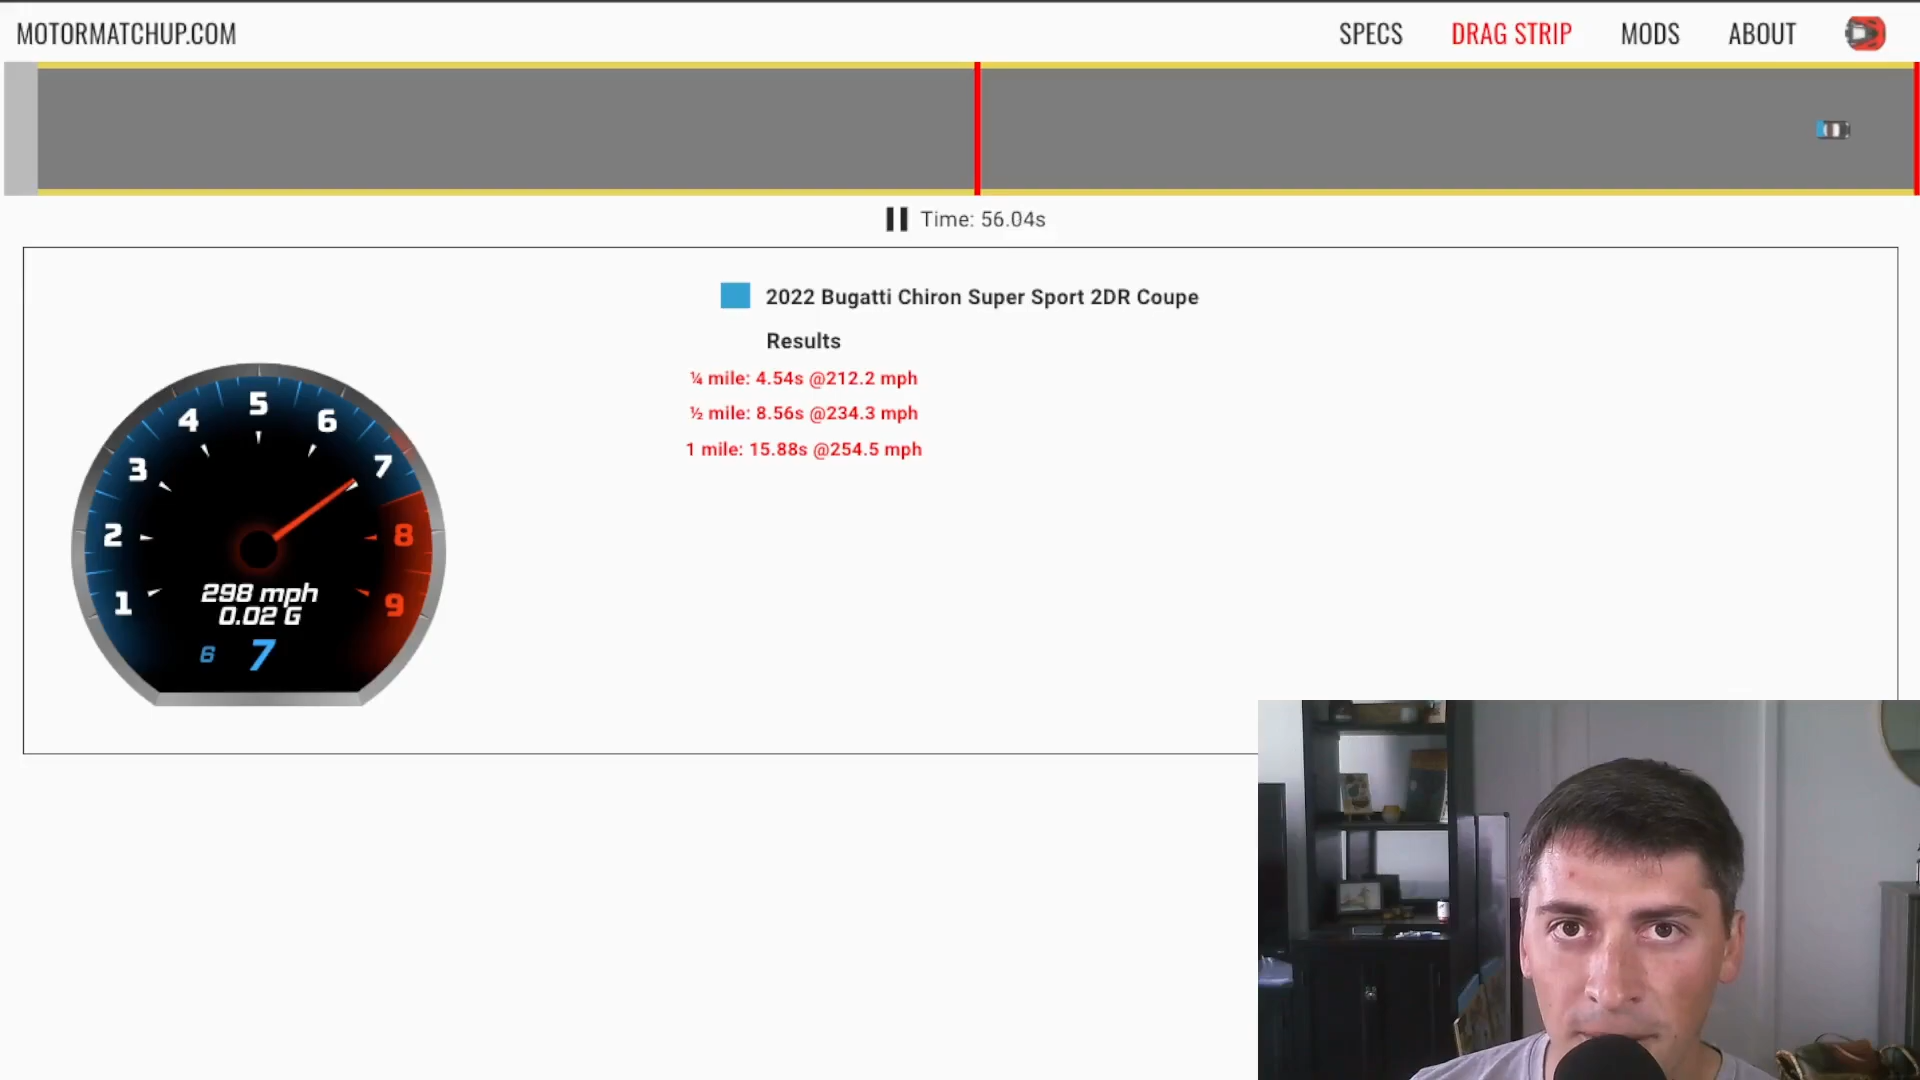 MOTORMATCHUP.COM
SPECS DRAG STRIP MODS ABOUT
Time: 56.04s
2022 Bugatti Chiron Super Sport 2DR Coupe
Results
¼ mile: 4.54s @212.2 mph
½ mile: 8.56s @234.3 mph
1 mile: 15.88s @254.5 mph
1
2
3
4
5
6
7
8
9
298 mph
0.02 G
6 7